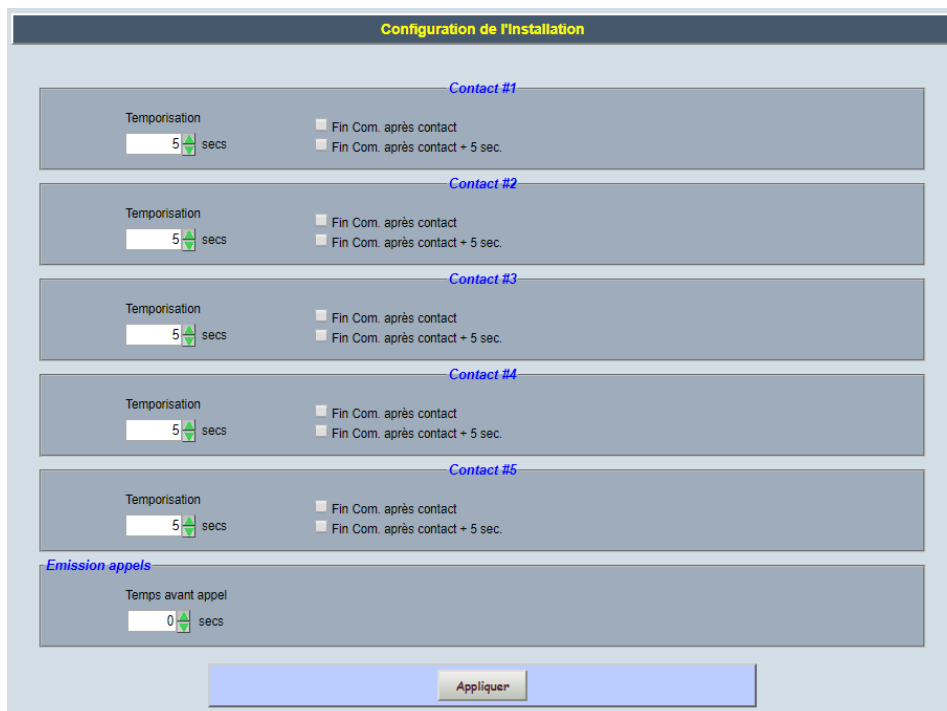 Configuration de l'Installation
Contact #1
Temporisation
5 secs
Fin Com. après contact
Fin Com. après contact + 5 sec.
Contact #2
Temporisation
5 secs
Fin Com. après contact
Fin Com. après contact + 5 sec.
Contact #3
Temporisation
5 secs
Fin Com. après contact
Fin Com. après contact + 5 sec.
Contact #4
Temporisation
5 secs
Fin Com. après contact
Fin Com. après contact + 5 sec.
Contact #5
Temporisation
5 secs
Fin Com. après contact
Fin Com. après contact + 5 sec.
Emission appels
Temps avant appel
0 secs
Appliquer